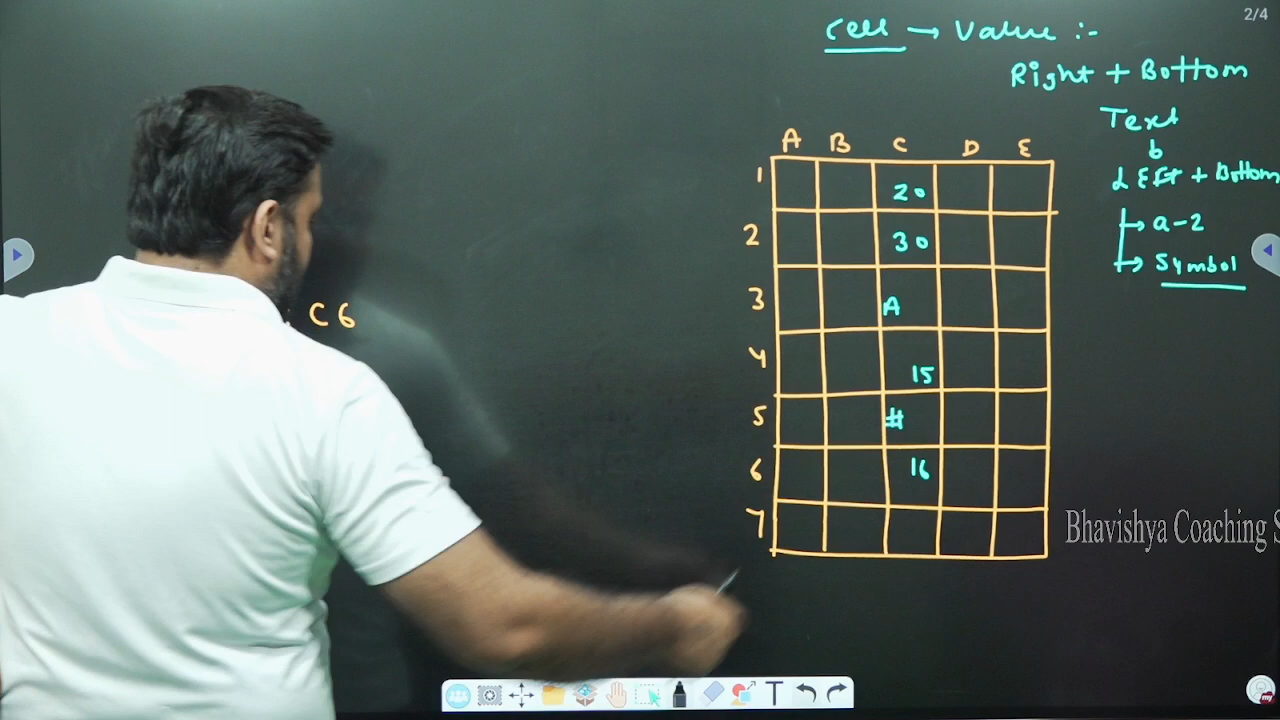 2/4
Cell → Value :-
Right + Bottom
Text
b
LEFT + Bottom
→ a-z
→ Symbol
A B C D E
1 20
2 30
3 A
4 15
5 #
6 16
7
C6
Bhavishya Coaching S
T
my